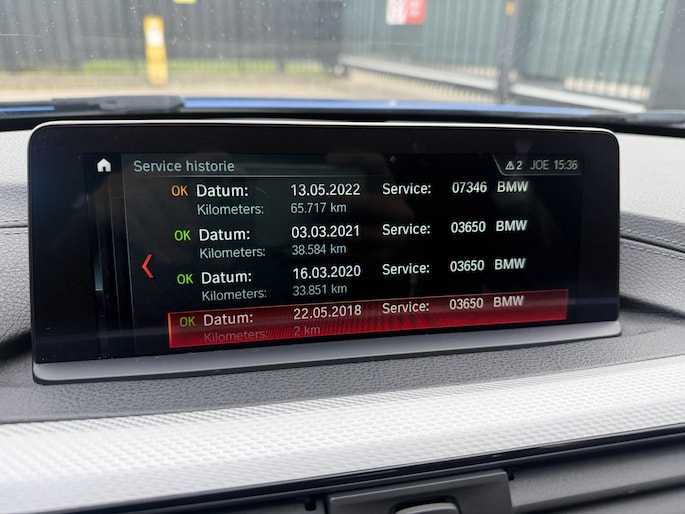 Service historie ⚠2 JOE 15:36
OK Datum: 13.05.2022 Service: 07346 BMW
Kilometers: 65.717 km
OK Datum: 03.03.2021 Service: 03650 BMW
Kilometers: 38.584 km
OK Datum: 16.03.2020 Service: 03650 BMW
Kilometers: 33.851 km
OK Datum: 22.05.2018 Service: 03650 BMW
Kilometers: 2 km